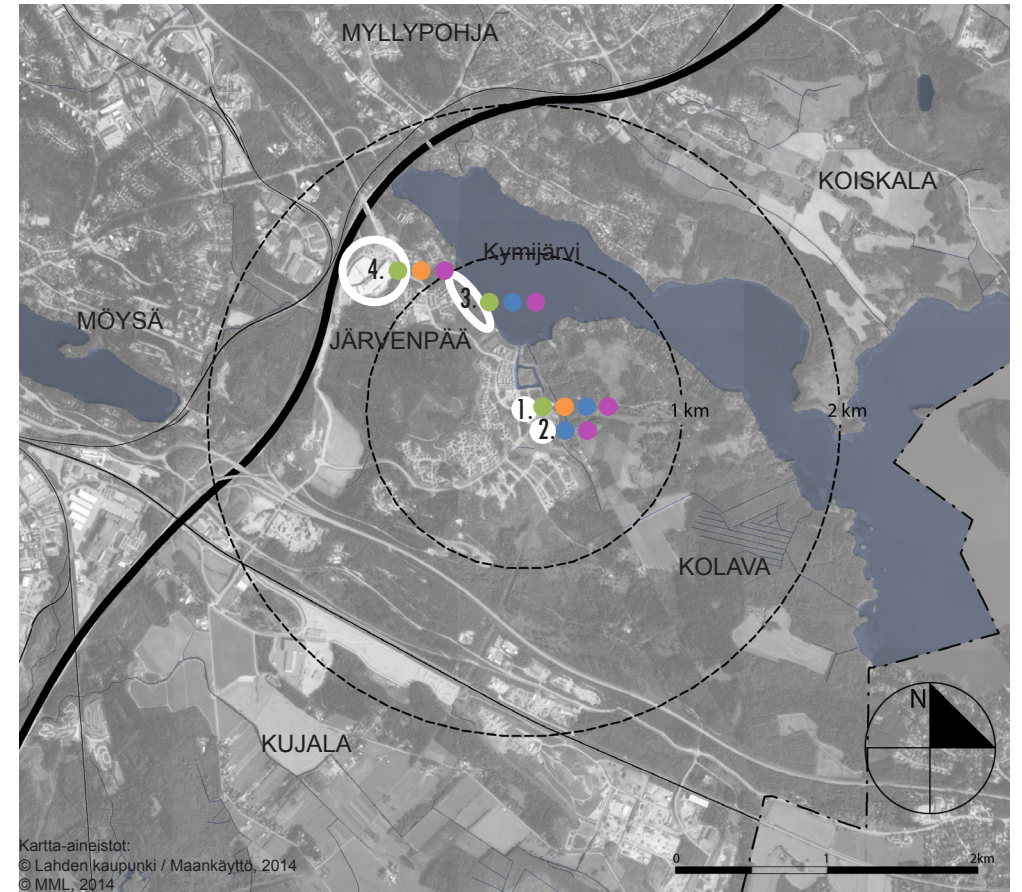 MYLLYPOHJA
KOISKALA
Kymijärvi
4.
3.
MÖYSÄ
JÄRVENPÄÄ
1.
1 km
2 km
2.
KOLAVA
N
KUJALA
Kartta-aineistot:
© Lahden kaupunki / Maankäyttö, 2014
© MML, 2014
0 1 2km